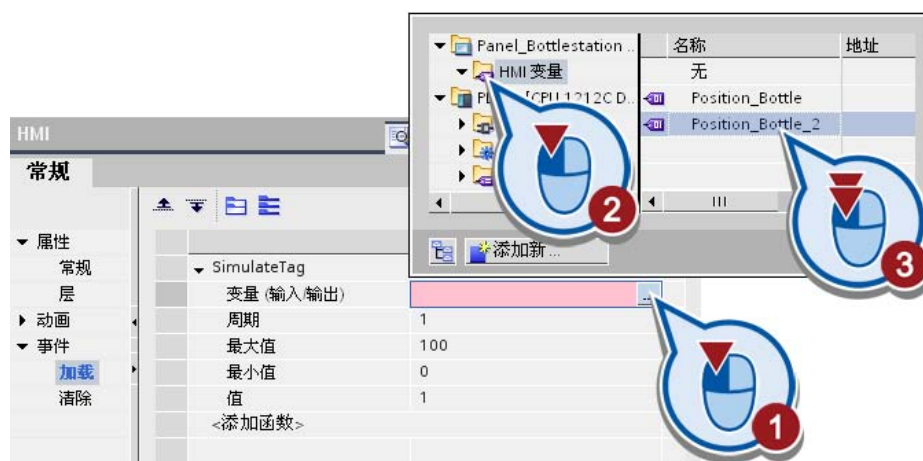 Panel_Bottlestation ..
HMI 变量
[CPU 1212C D..
名称
地址
无
Position_Bottle
Position_Bottle_2
III
添加新...
2
3
HMI
常规
属性
常规
层
动画
事件
加载
清除
SimulateTag
变量 (输入/输出)
...
周期
1
最大值
100
最小值
0
值
1
<添加函数>
1